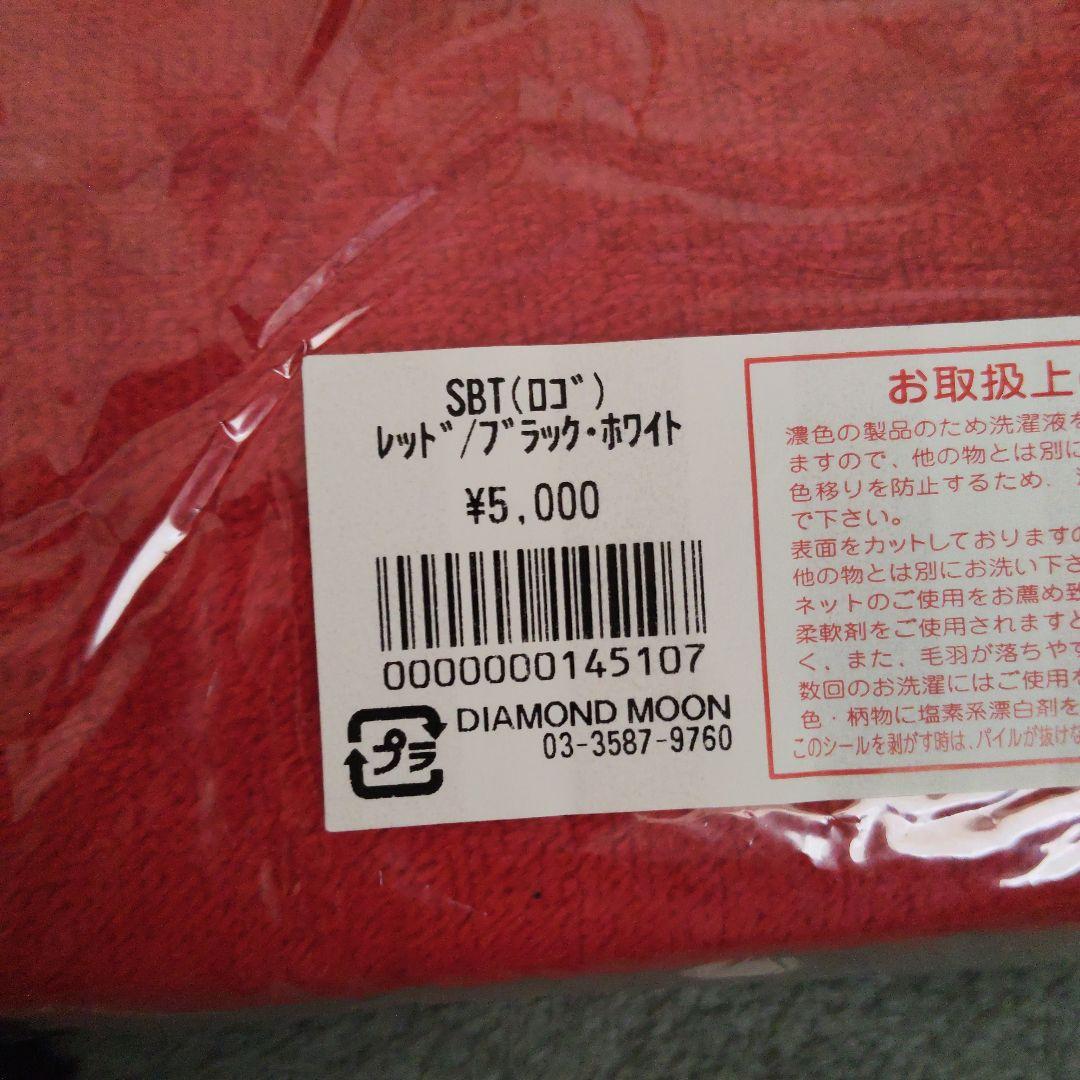 SBT(ﾛｺﾞ)
ﾚｯﾄﾞ/ﾌﾞﾗｯｸ・ﾎﾜｲﾄ
¥5,000
0000000145107
DIAMOND MOON
03-3587-9760
プラ
お取扱上
濃色の製品のため洗濯液を
ますので、他の物とは別に
色移りを防止するため、
で下さい。
表面をカットしておりますの
他の物とは別にお洗い下さ
ネットのご使用をお薦め致
柔軟剤をご使用されますと
く、また、毛羽が落ちやす
数回のお洗濯にはご使用を
色・柄物に塩素系漂白剤を
このシールを剥がす時は、パイルが抜けな